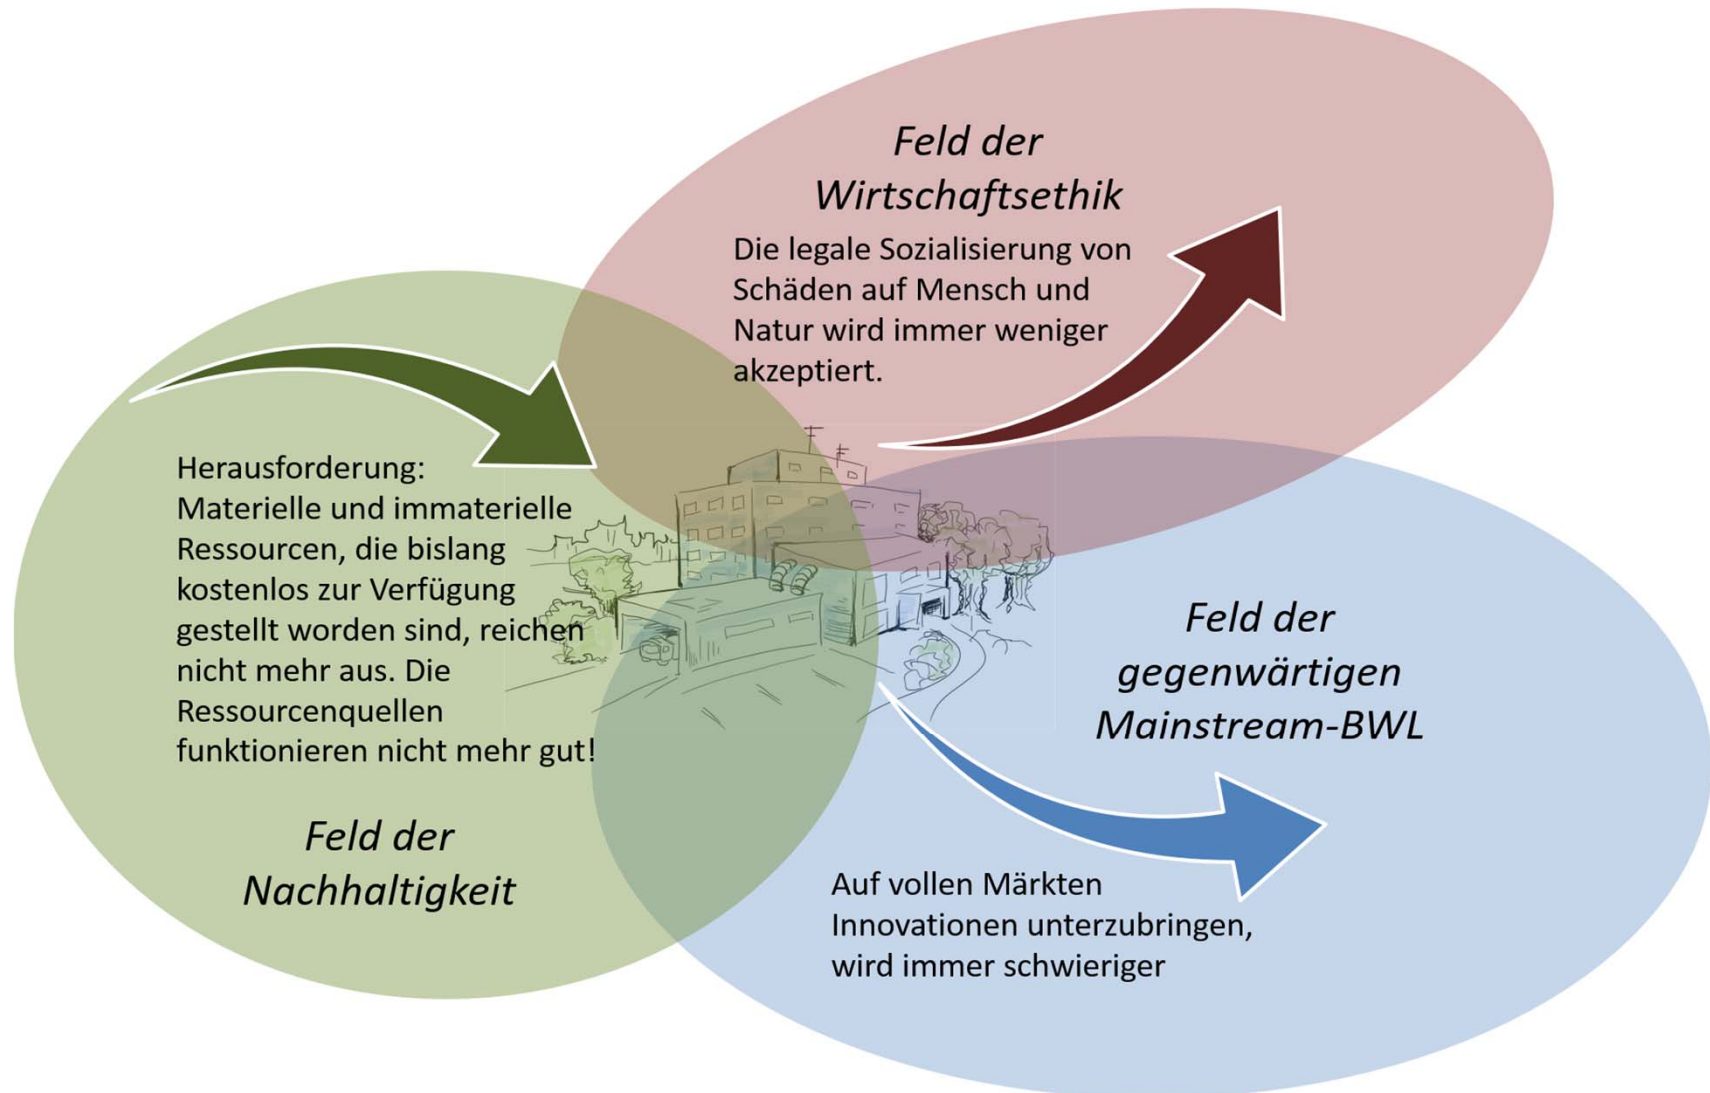 Feld der
Wirtschaftsethik
Die legale Sozialisierung von
Schäden auf Mensch und
Natur wird immer weniger
akzeptiert.
Herausforderung:
Materielle und immaterielle
Ressourcen, die bislang
kostenlos zur Verfügung
gestellt worden sind, reichen
nicht mehr aus. Die
Ressourcenquellen
funktionieren nicht mehr gut!
Feld der
Nachhaltigkeit
Feld der
gegenwärtigen
Mainstream-BWL
Auf vollen Märkten
Innovationen unterzubringen,
wird immer schwieriger